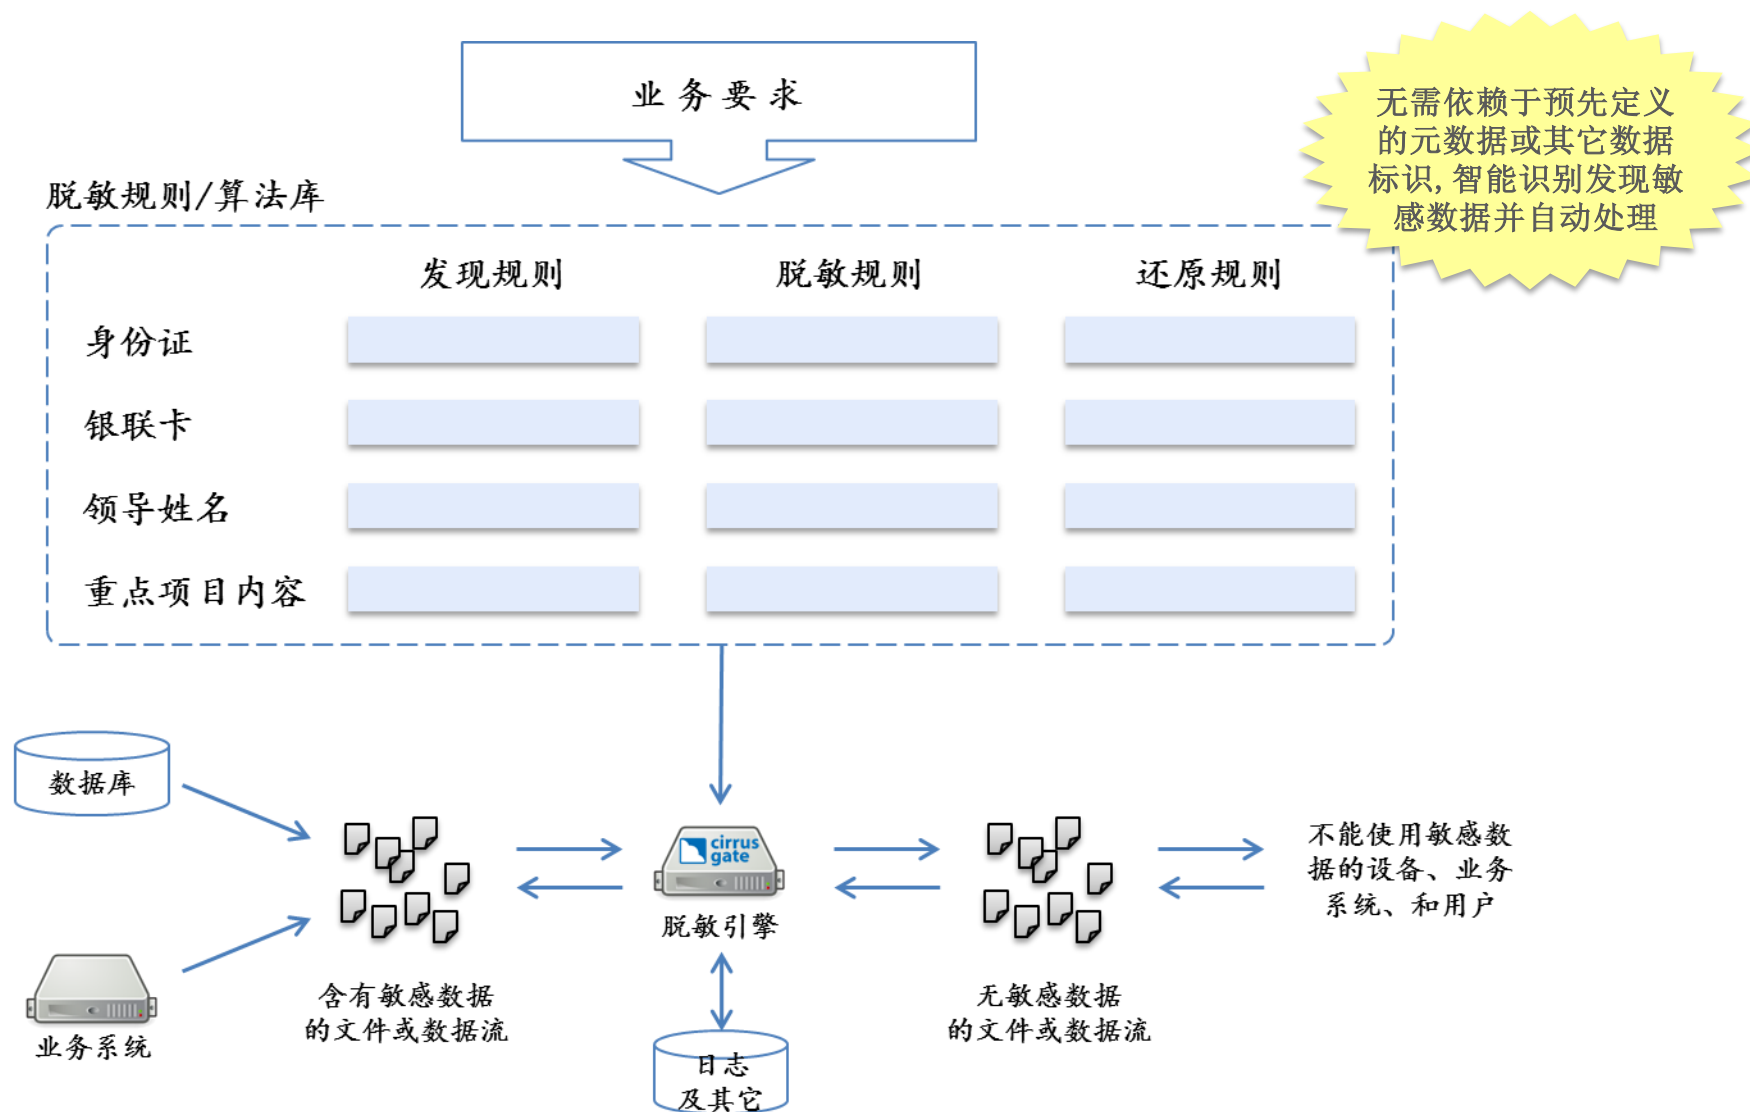 业务要求
无需依赖于预先定义
的元数据或其它数据
标识,智能识别发现敏
感数据并自动处理
脱敏规则/算法库
发现规则 脱敏规则 还原规则
身份证
银联卡
领导姓名
重点项目内容
数据库
业务系统
含有敏感数据
的文件或数据流
cirrus
gate
脱敏引擎
日志
及其它
无敏感数据
的文件或数据流
不能使用敏感数
据的设备、业务
系统、和用户